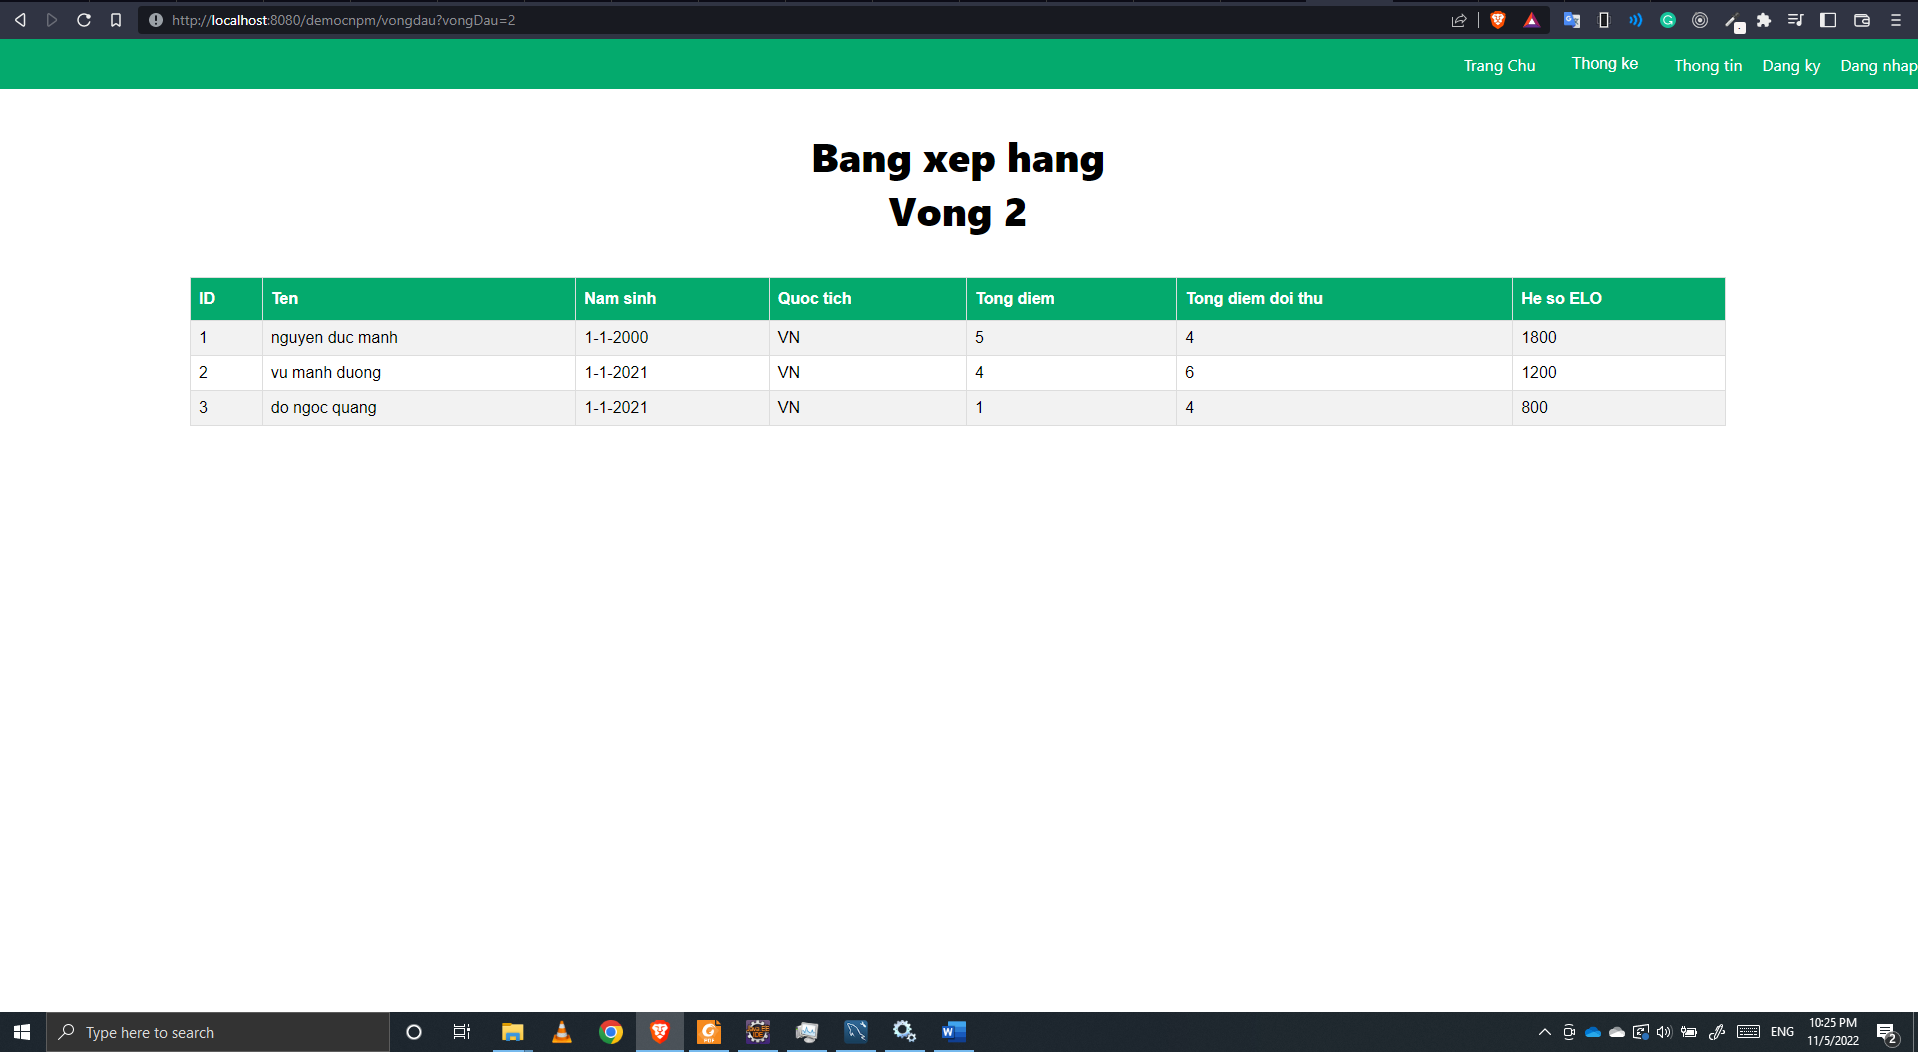 http://localhost:8080/democnpm/vongdau?vongDau=2
Trang Chu Thong ke Thong tin Dang ky Dang nhap
Bang xep hang
Vong 2
ID Ten Nam sinh Quoc tich Tong diem Tong diem doi thu He so ELO
1 nguyen duc manh 1-1-2000 VN 5 4 1800
2 vu manh duong 1-1-2021 VN 4 6 1200
3 do ngoc quang 1-1-2021 VN 1 4 800
Type here to search
ENG
10:25 PM
11/5/2022
2